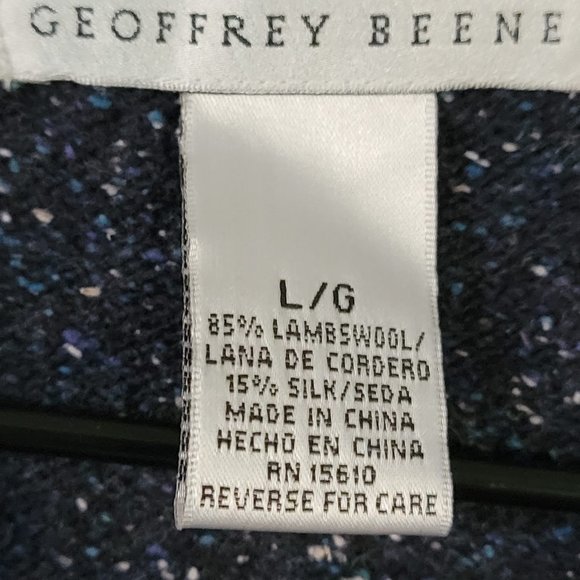 GEOFFREY BEENE
L/G
85% LAMBSWOOL/
LANA DE CORDERO
15% SILK/SEDA
MADE IN CHINA
HECHO EN CHINA
RN 15610
REVERSE FOR CARE